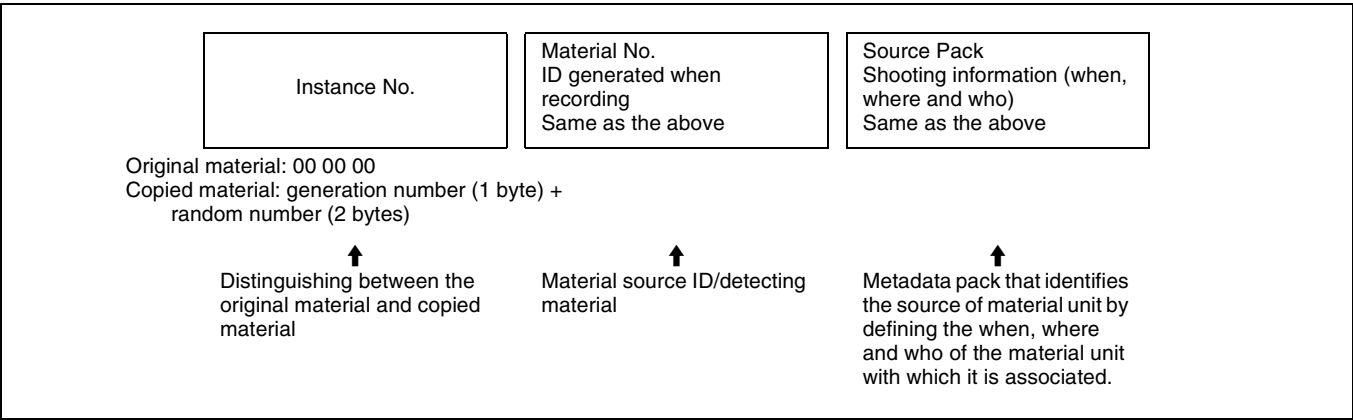 Instance No.
Material No.
ID generated when
recording
Same as the above
Source Pack
Shooting information (when,
where and who)
Same as the above
Original material: 00 00 00
Copied material: generation number (1 byte) +
random number (2 bytes)
Distinguishing between the
original material and copied
material
Material source ID/detecting
material
Metadata pack that identifies
the source of material unit by
defining the when, where
and who of the material unit
with which it is associated.